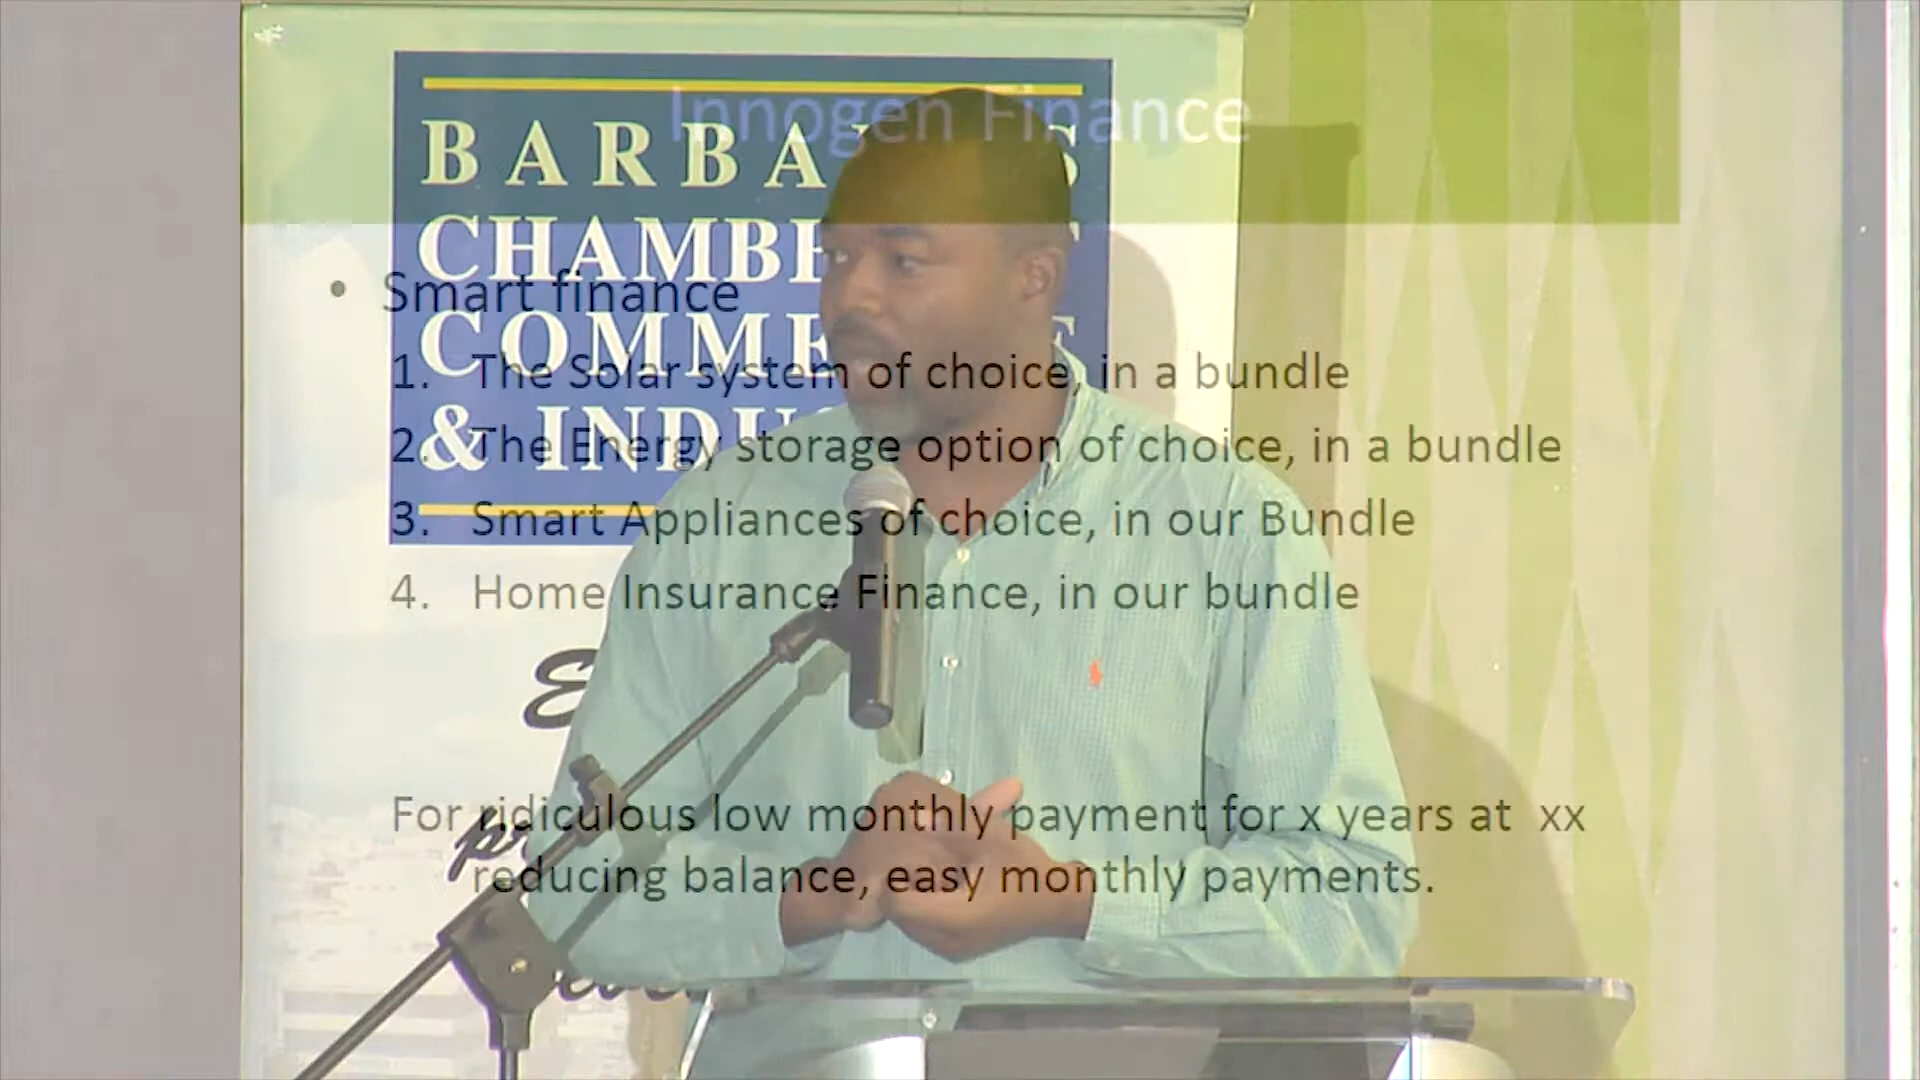 Innogen Finance
BARBA S
CHAMBE
COMME
& INDU
• Smart finance
1. The Solar system of choice, in a bundle
2. The Energy storage option of choice, in a bundle
3. Smart Appliances of choice, in our Bundle
4. Home Insurance Finance, in our bundle
For ridiculous low monthly payment for x years at xx
reducing balance, easy monthly payments.